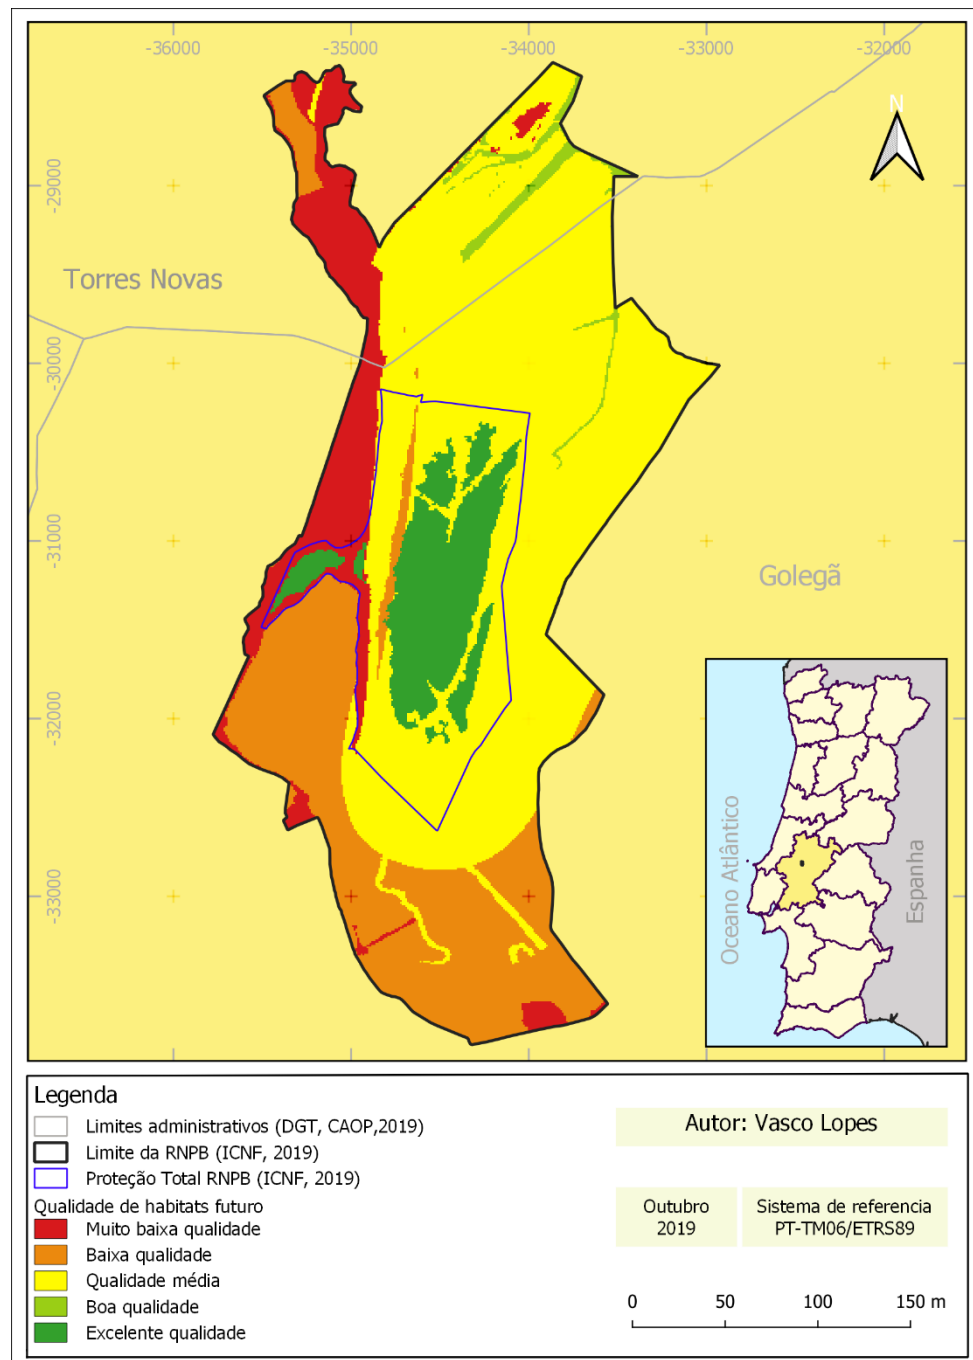 -36000
-35000
-34000
-33000
-32000
N
-29000
Torres Novas
-30000
-31000
Golegã
-32000
Oceano Atlântico
Espanha
-33000
Legenda
Limites administrativos (DGT, CAOP,2019)
Limite da RNPB (ICNF, 2019)
Proteção Total RNPB (ICNF, 2019)
Qualidade de habitats futuro
Muito baixa qualidade
Baixa qualidade
Qualidade média
Boa qualidade
Excelente qualidade
Autor: Vasco Lopes
Outubro
2019
Sistema de referencia
PT-TM06/ETRS89
0 50 100 150 m